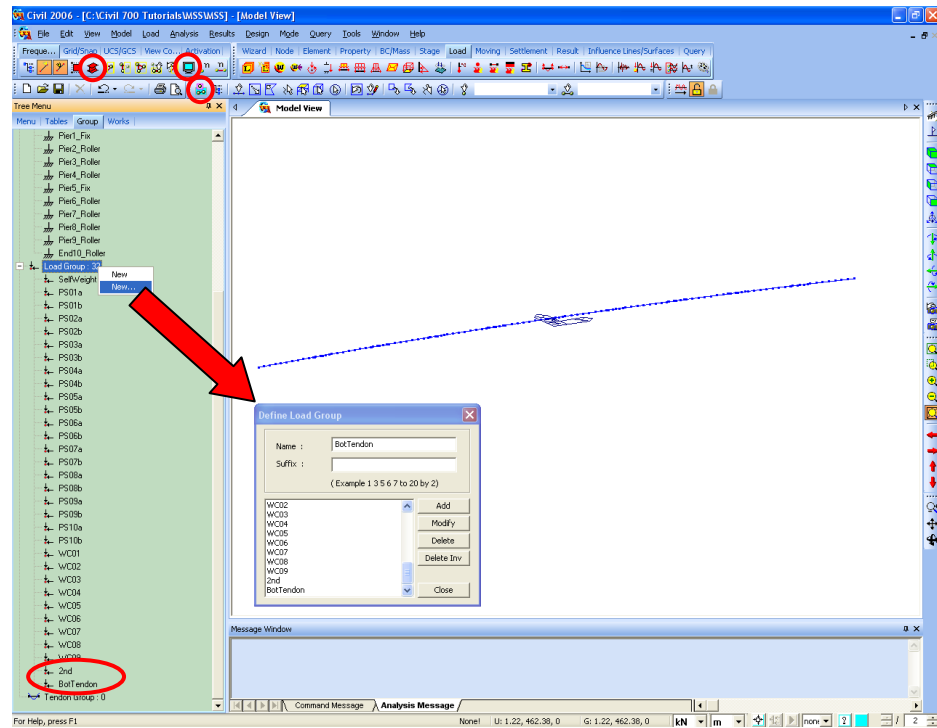 Civil 2006 - [C:\Civil 700 Tutorials\MSS\MSS] - [Model View]
File Edit View Model Load Analysis Results Design Mode Query Tools Window Help
Freque... Grid/Snap UCS/GCS View Co... Activation Wizard Node Element Property BC/Mass Stage Load Moving Settlement Result Influence Lines/Surfaces Query
Tree Menu
Model View
Menu Tables Group Works
Pier1_Fix
Pier2_Roller
Pier3_Roller
Pier4_Roller
Pier5_Fix
Pier6_Roller
Pier7_Roller
Pier8_Roller
Pier9_Roller
End10_Roller
Load Group : 32
New
New...
SelfWeight
PS01a
PS01b
PS02a
PS02b
PS03a
PS03b
PS04a
PS04b
PS05a
PS05b
PS06a
PS06b
PS07a
PS07b
PS08a
PS08b
PS09a
PS09b
PS10a
PS10b
WC01
WC02
WC03
WC04
WC05
WC06
WC07
WC08
WC09
2nd
BotTendon
Tendon Group : 0
Define Load Group
Name : BotTendon
Suffix :
( Example 1 3 5 6 7 to 20 by 2)
WC02
WC03
WC04
WC05
WC06
WC07
WC08
WC09
2nd
BotTendon
Add
Modify
Delete
Delete Inv
Close
Message Window
Command Message Analysis Message
For Help, press F1
None! U: 1.22, 462.38, 0 G: 1.22, 462.38, 0 kN m non 2 / 2